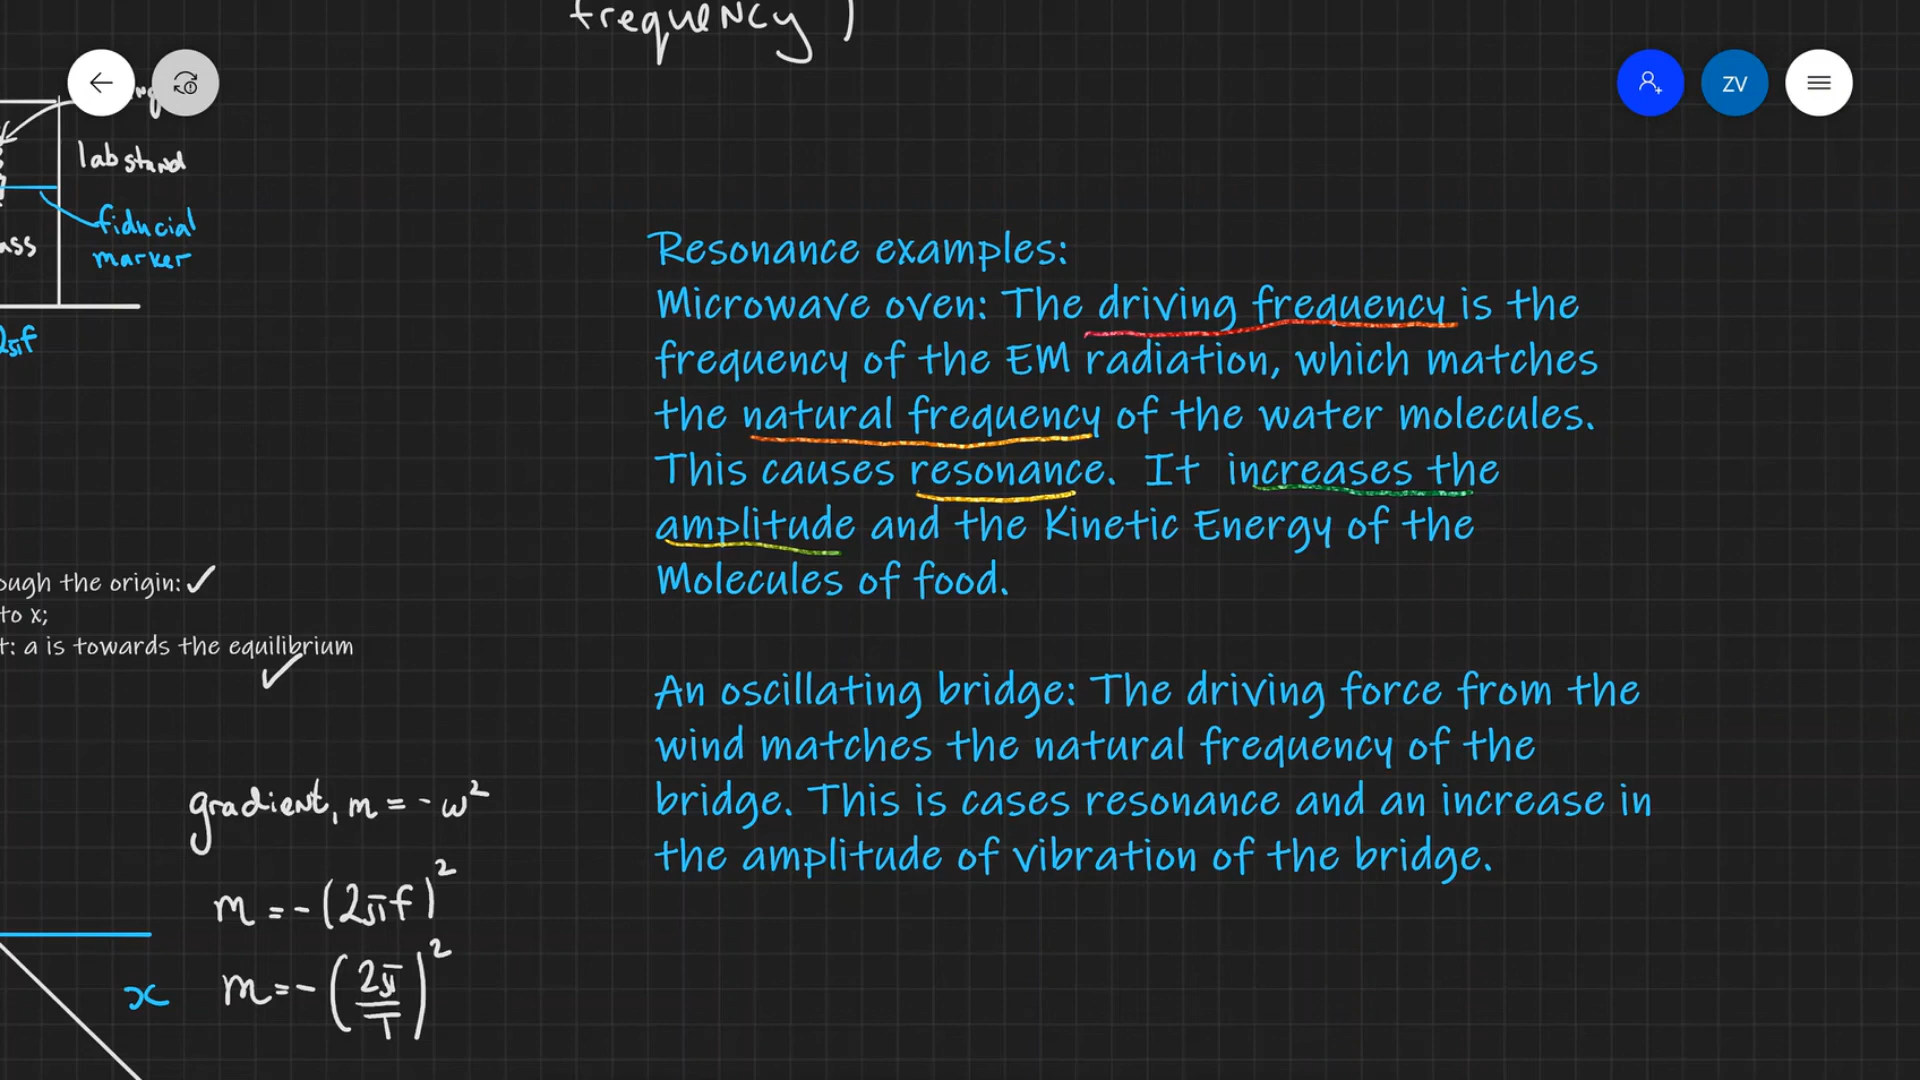 frequency )
ZV
lab stand
fiducial
marker
ass
2πf
Resonance examples:
Microwave oven: The driving frequency is the
frequency of the EM radiation, which matches
the natural frequency of the water molecules.
This causes resonance. It increases the
amplitude and the Kinetic Energy of the
Molecules of food.
ough the origin: ✓
to x;
t: a is towards the equilibrium
✓
An oscillating bridge: The driving force from the
wind matches the natural frequency of the
bridge. This is cases resonance and an increase in
the amplitude of vibration of the bridge.
gradient, m = - ω²
m = - (2πf)²
m = - (2π/T)²
x